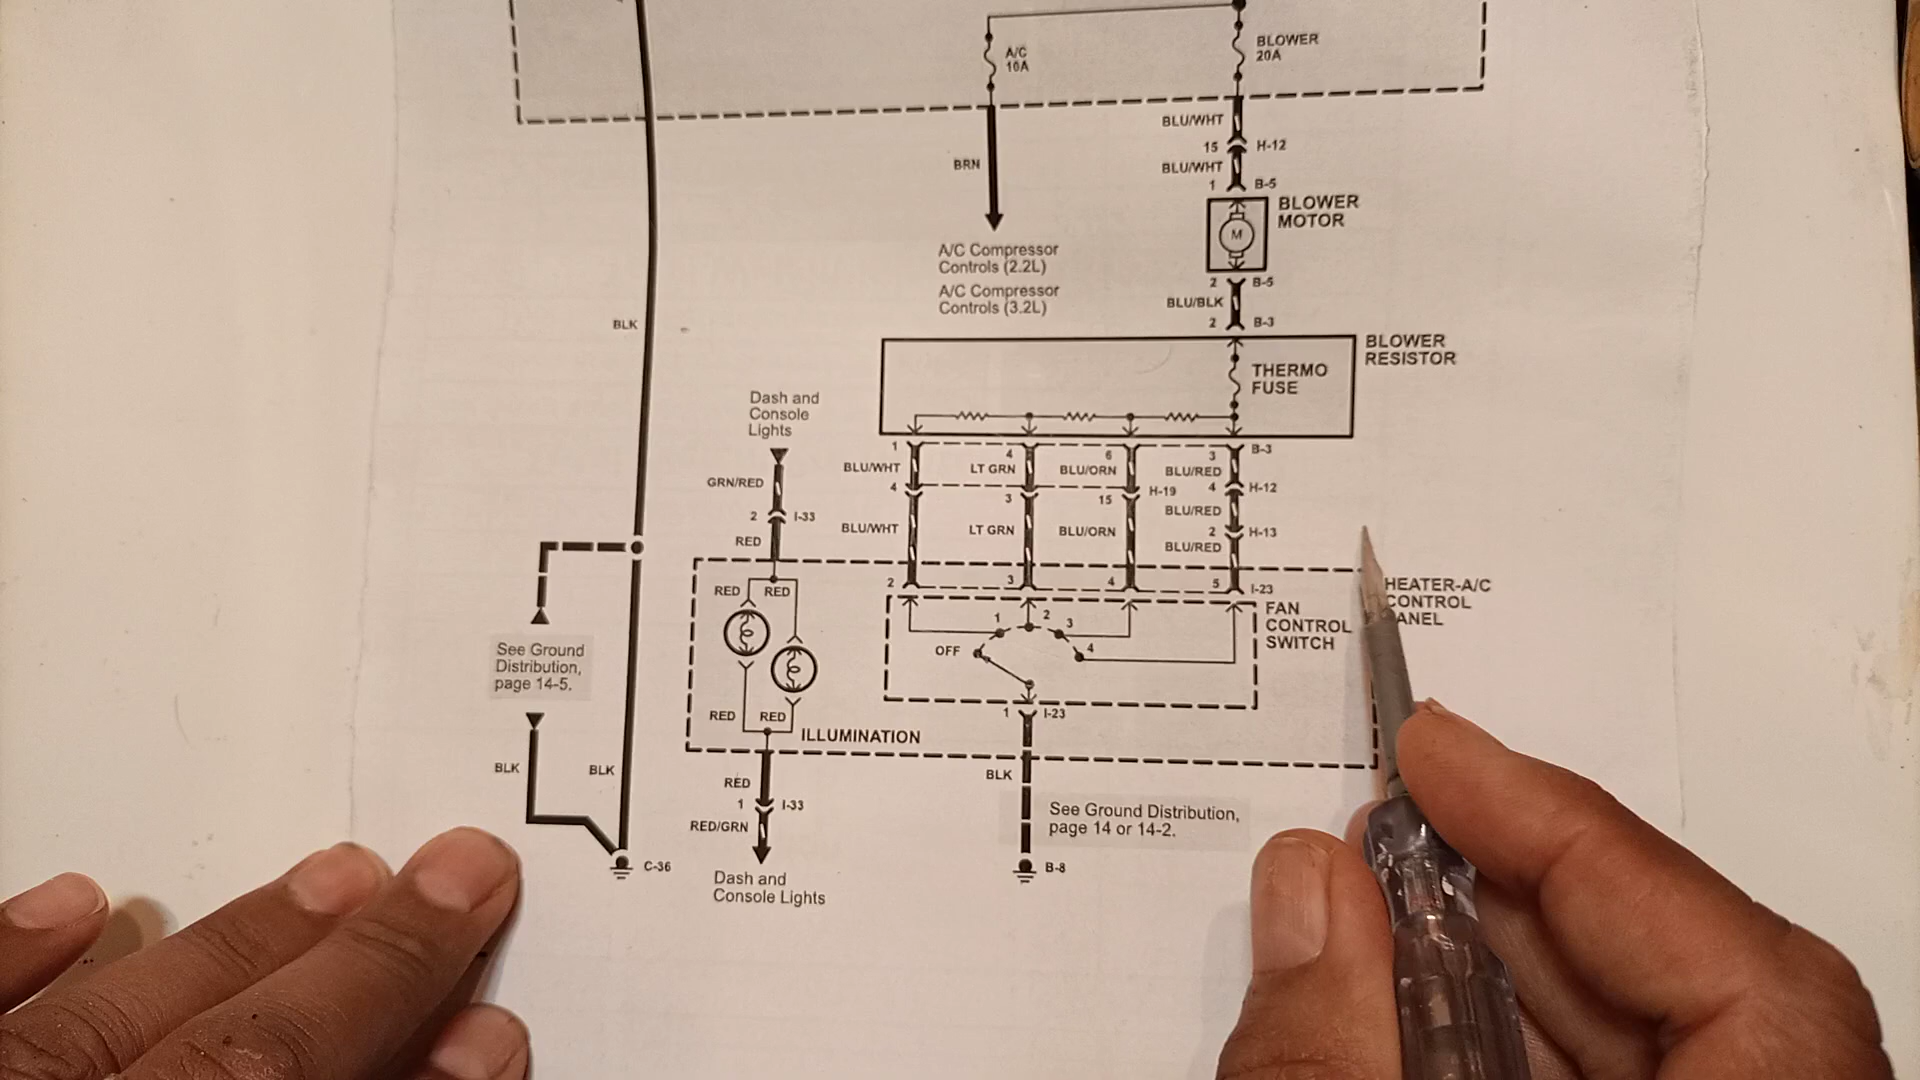 A/C
10A
BLOWER
20A
BLU/WHT
15
H-12
BRN
BLU/WHT
1
B-5
BLOWER
MOTOR
M
A/C Compressor
Controls (2.2L)
A/C Compressor
Controls (3.2L)
2
B-5
BLU/BLK
2
B-3
BLK
BLOWER
RESISTOR
THERMO
FUSE
Dash and
Console
Lights
1
4
6
3
B-3
BLU/WHT
LT GRN
BLU/ORN
BLU/RED
GRN/RED
4
3
15
H-19
4
H-12
BLU/RED
2
I-33
BLU/WHT
LT GRN
BLU/ORN
2
H-13
RED
BLU/RED
2
3
4
5
I-23
HEATER-A/C
CONTROL
ANEL
RED
RED
FAN
CONTROL
SWITCH
1
2
3
4
OFF
See Ground
Distribution,
page 14-5.
RED
RED
1
I-23
ILLUMINATION
BLK
BLK
RED
BLK
1
I-33
RED/GRN
See Ground Distribution,
page 14 or 14-2.
C-36
B-8
Dash and
Console Lights